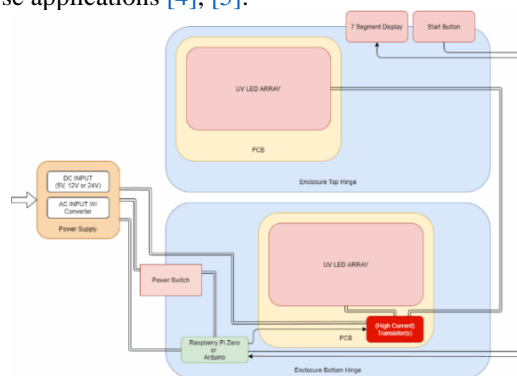 se applications [4], [5].
7 Segment Display
Start Button
UV LED ARRAY
PCB
Enclosure Top Hinge
DC INPUT
(5V, 12V or 24V)
AC INPUT W/
Converter
Power Supply
Power Switch
UV LED ARRAY
(High Current)
Transistor(s)
PCB
Raspberry Pi Zero
or
Arduino
Enclosure Bottom Hinge